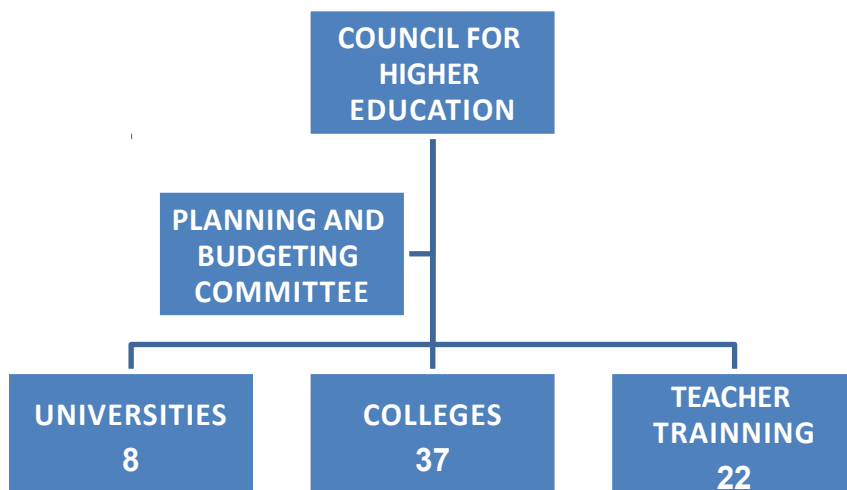 COUNCIL FOR
HIGHER
EDUCATION
PLANNING AND
BUDGETING
COMMITTEE
UNIVERSITIES
8
COLLEGES
37
TEACHER
TRAINNING
22